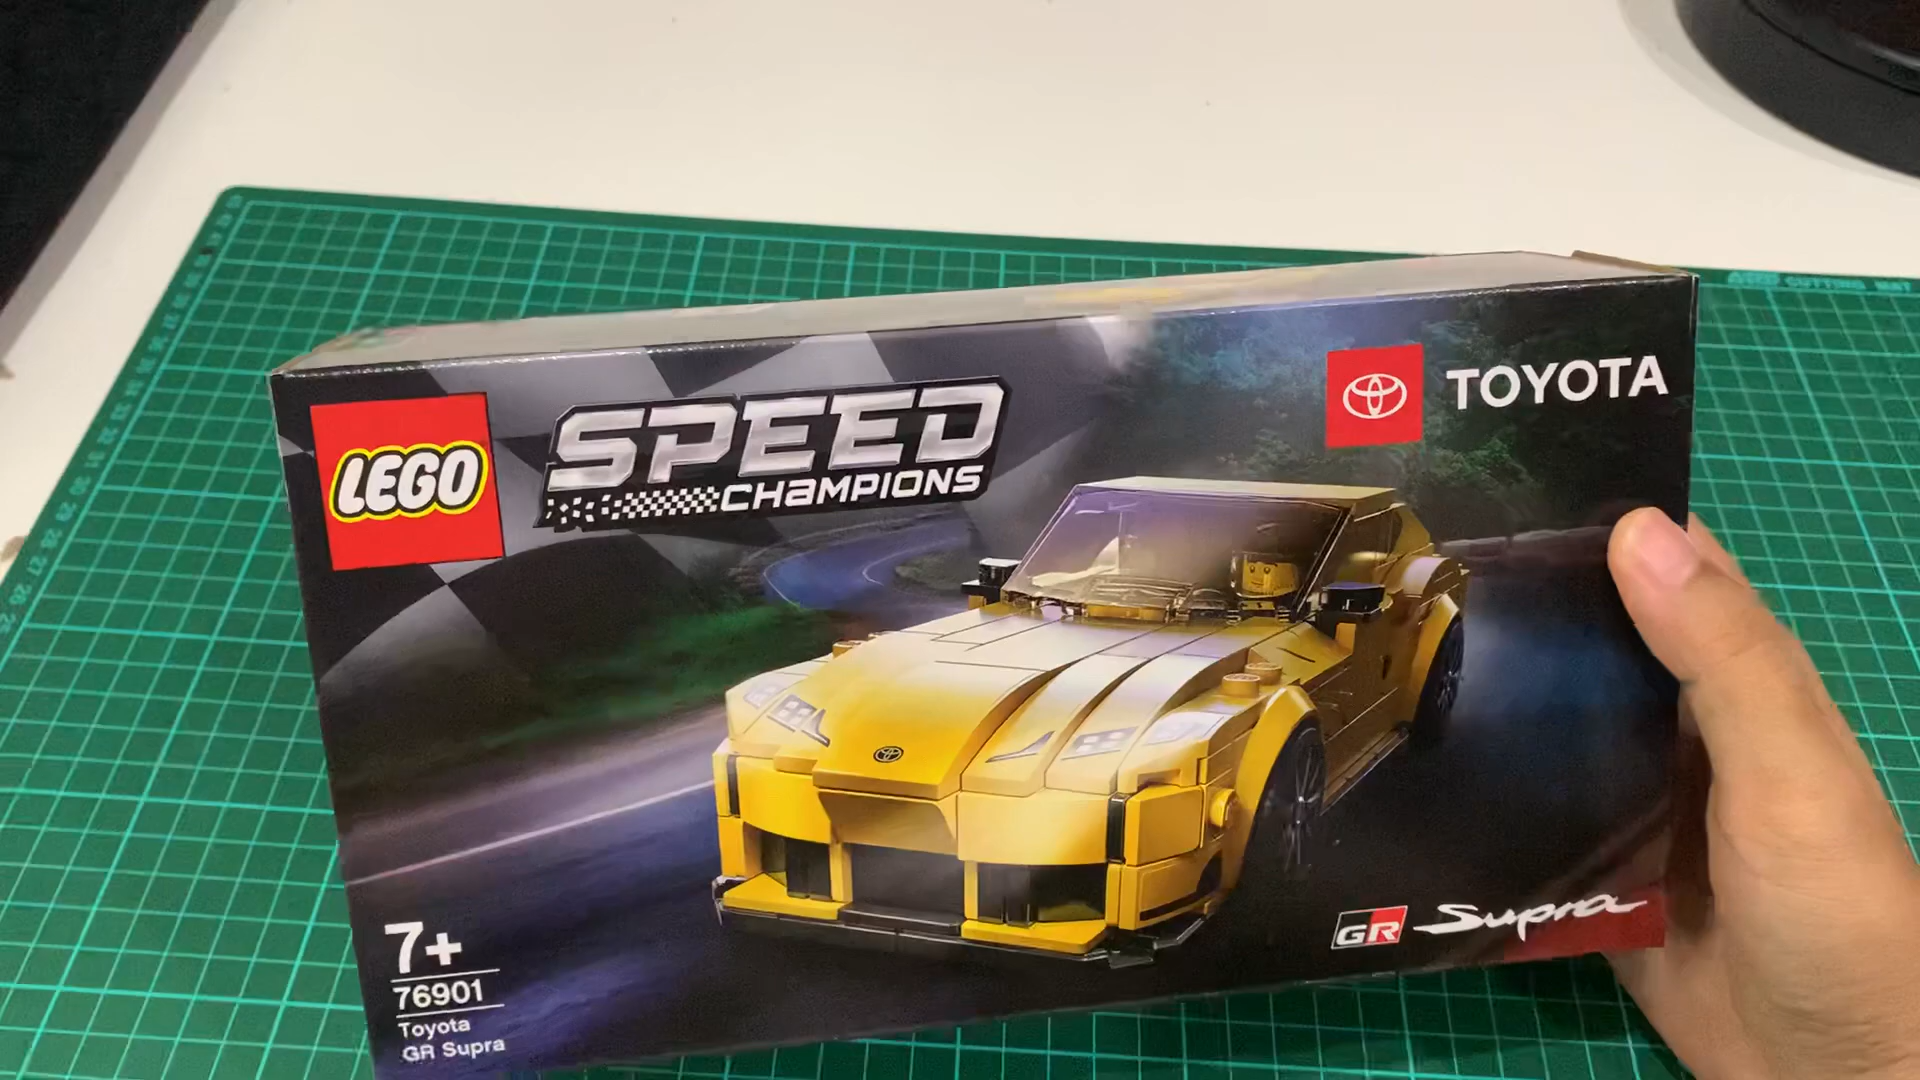 LEGO
SPEED
CHAMPIONS
TOYOTA
GR Supra
7+
76901
Toyota
GR Supra